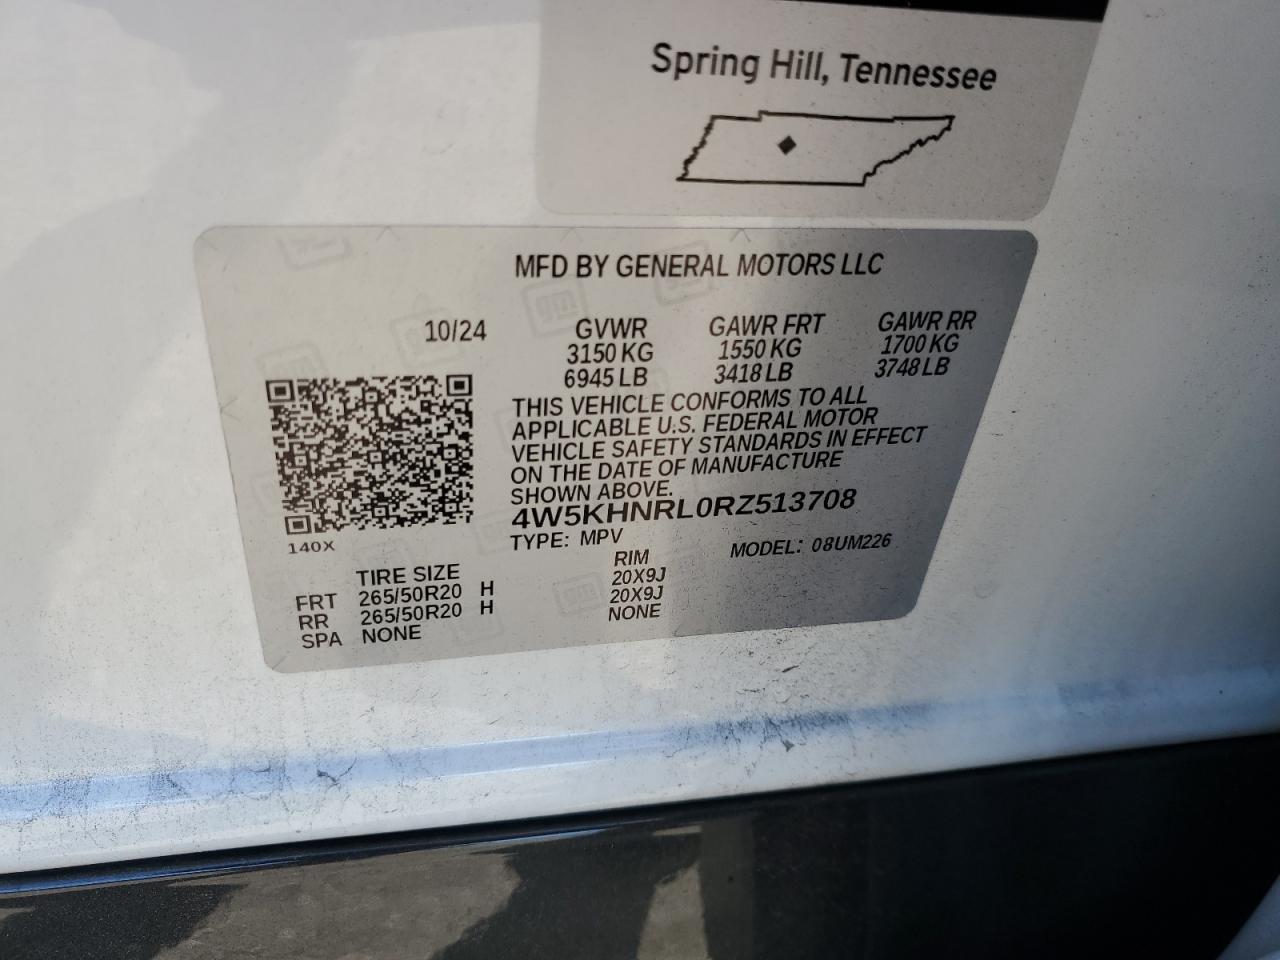 Spring Hill, Tennessee
MFD BY GENERAL MOTORS LLC
10/24 GVWR GAWR FRT GAWR RR
3150 KG 1550 KG 1700 KG
6945 LB 3418 LB 3748 LB
THIS VEHICLE CONFORMS TO ALL
APPLICABLE U.S. FEDERAL MOTOR
VEHICLE SAFETY STANDARDS IN EFFECT
ON THE DATE OF MANUFACTURE
SHOWN ABOVE.
4W5KHNRL0RZ513708
140X
TYPE: MPV MODEL: 08UM226
TIRE SIZE RIM
FRT 265/50R20 H 20X9J
RR 265/50R20 H 20X9J
SPA NONE NONE